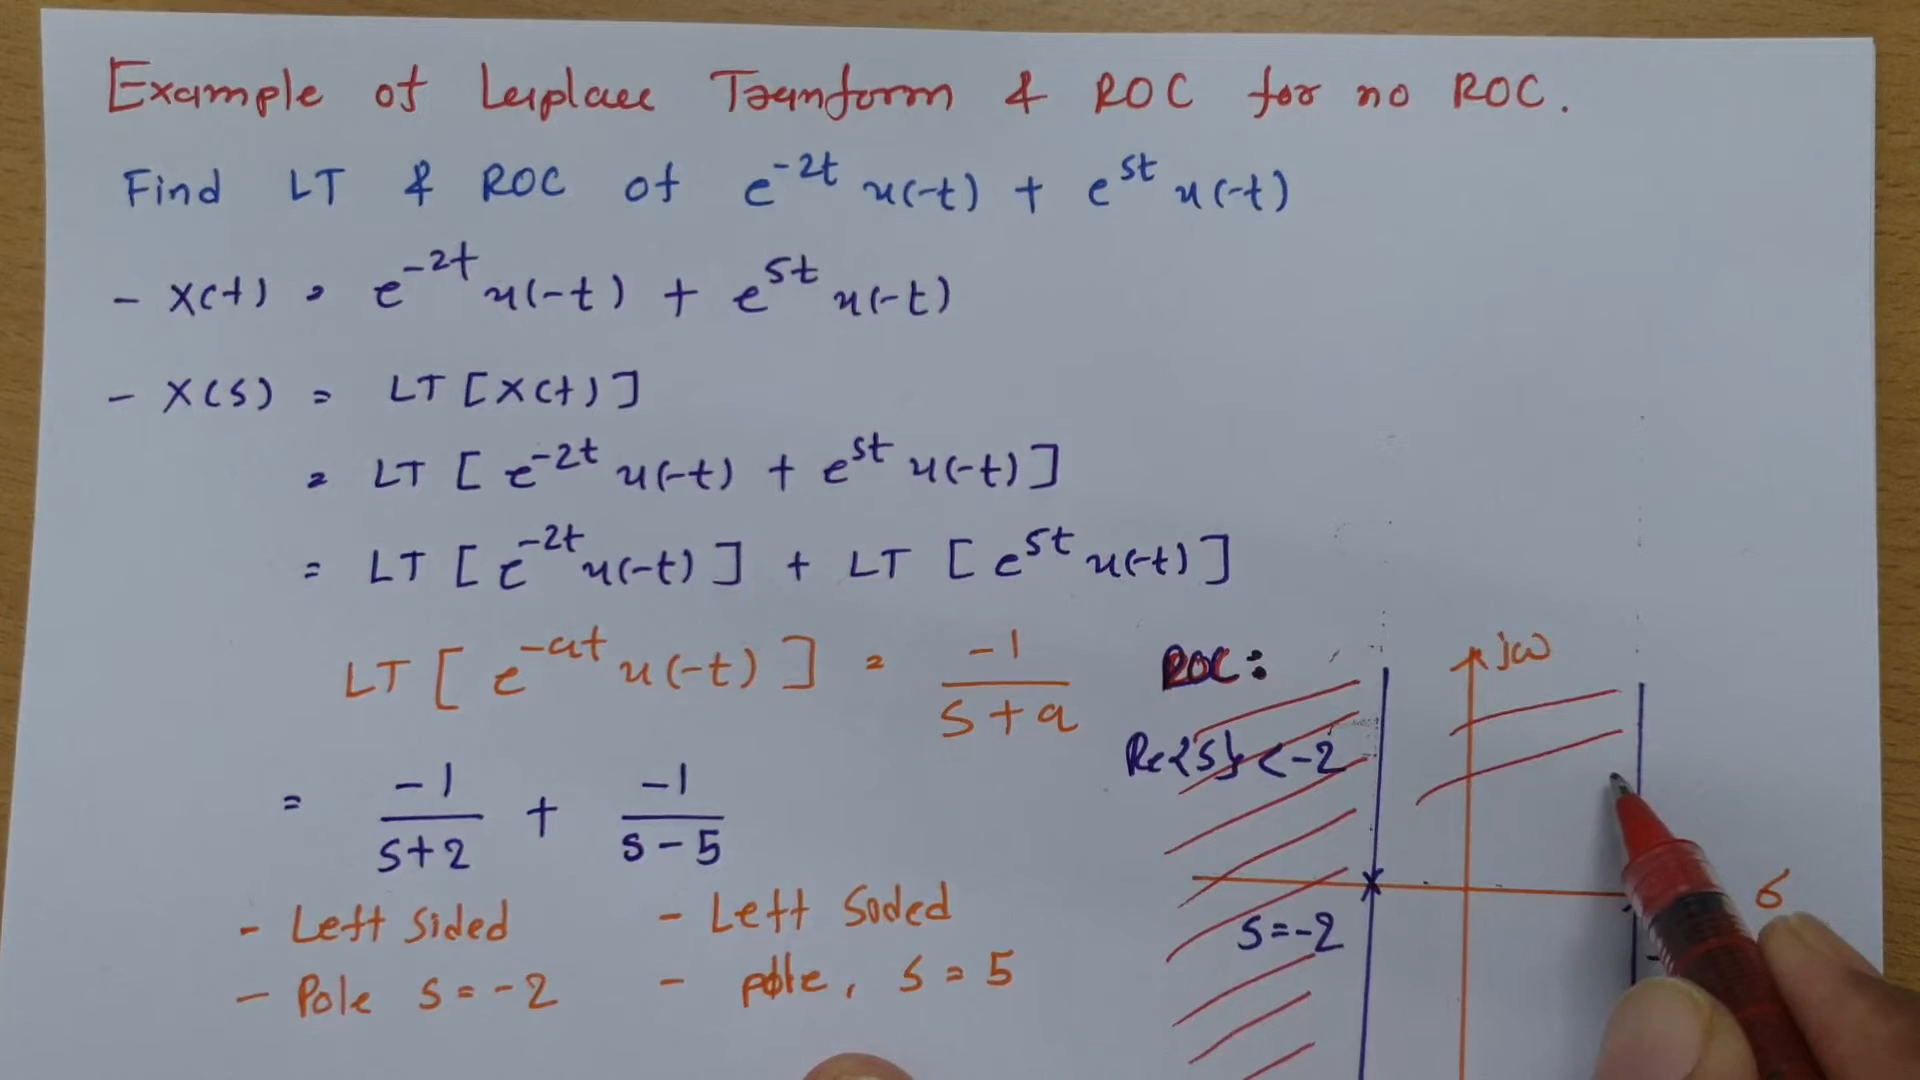 Example of Laplace Transform & ROC for no ROC.
Find LT & ROC of e^-2t u(-t) + e^5t u(-t)
- x(t) = e^-2t u(-t) + e^5t u(-t)
- X(s) = LT [x(t)]
= LT [e^-2t u(-t) + e^5t u(-t)]
= LT [e^-2t u(-t)] + LT [e^5t u(-t)]
LT [e^-at u(-t)] = -1/(s+a)
= -1/(s+2) + -1/(s-5)
- Left sided
- Pole s=-2
- Left Soded
- pole, s=5
ROC:
Re{s} < -2
jω
σ
s=-2